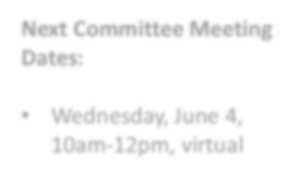 Next Committee Meeting
Dates:
• Wednesday, June 4,
10am-12pm, virtual